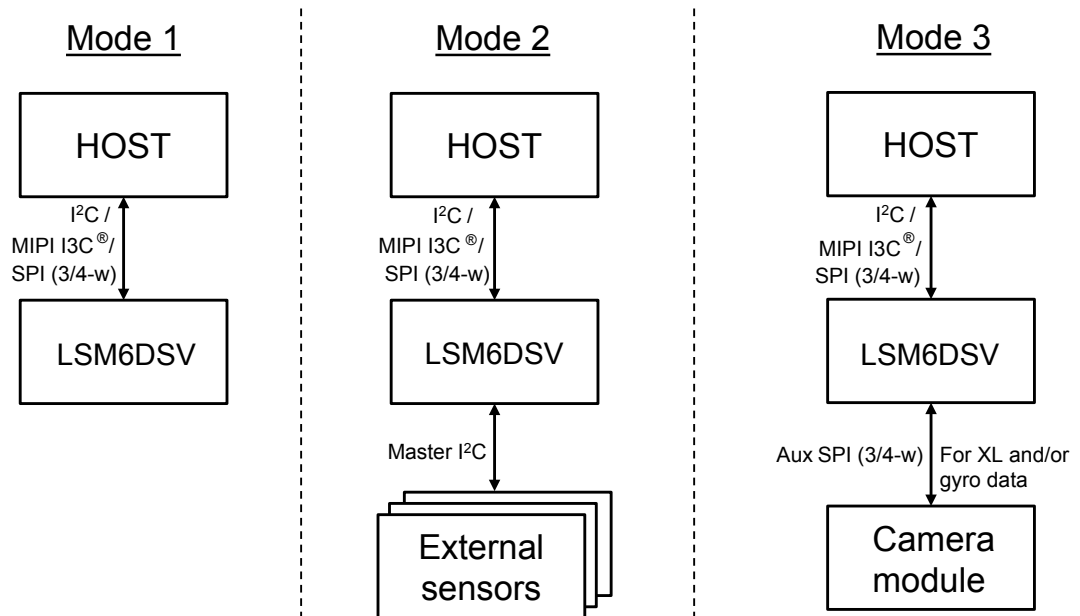 Mode 1
HOST
I²C /
MIPI I3C®/
SPI (3/4-w)
LSM6DSV
Mode 2
HOST
I²C /
MIPI I3C®/
SPI (3/4-w)
LSM6DSV
Master I²C
External
sensors
Mode 3
HOST
I²C /
MIPI I3C®/
SPI (3/4-w)
LSM6DSV
Aux SPI (3/4-w)
For XL and/or
gyro data
Camera
module